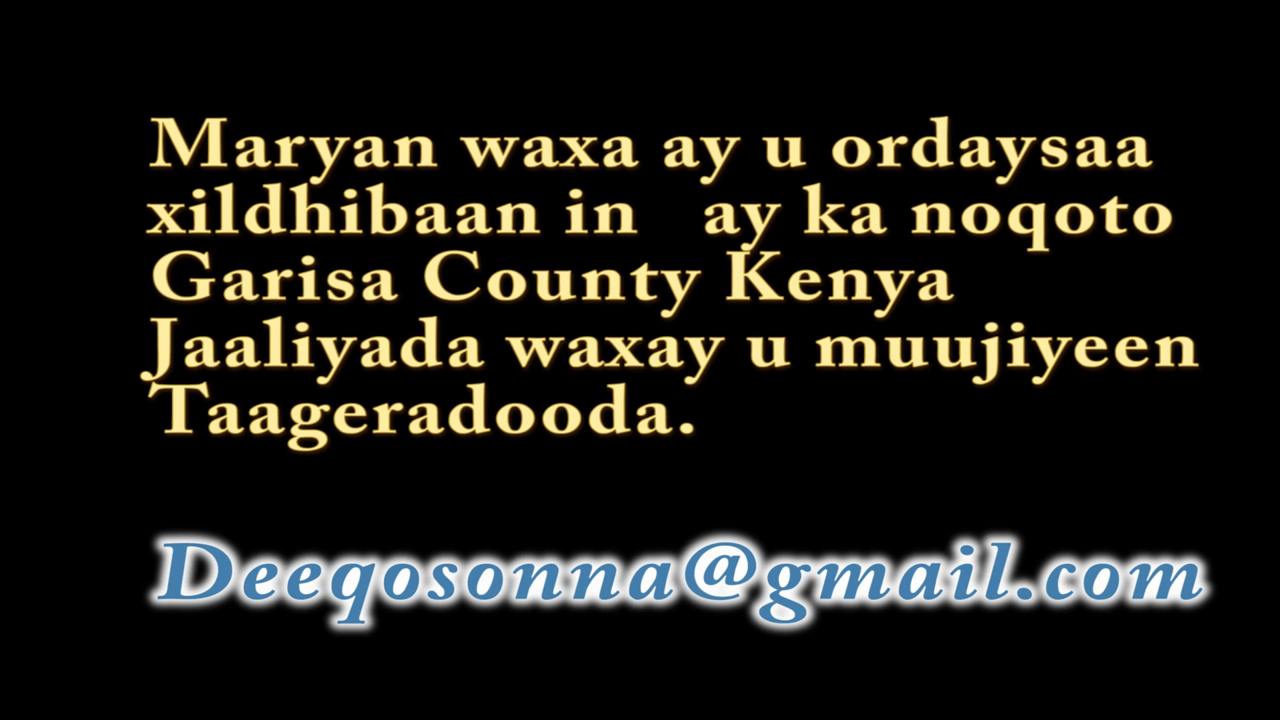 Maryan waxa ay u ordaysaa
xildhibaan in ay ka noqoto
Garisa County Kenya
Jaaliyada waxay u muujiyeen
Taageradooda.
Deeqosonna@gmail.com